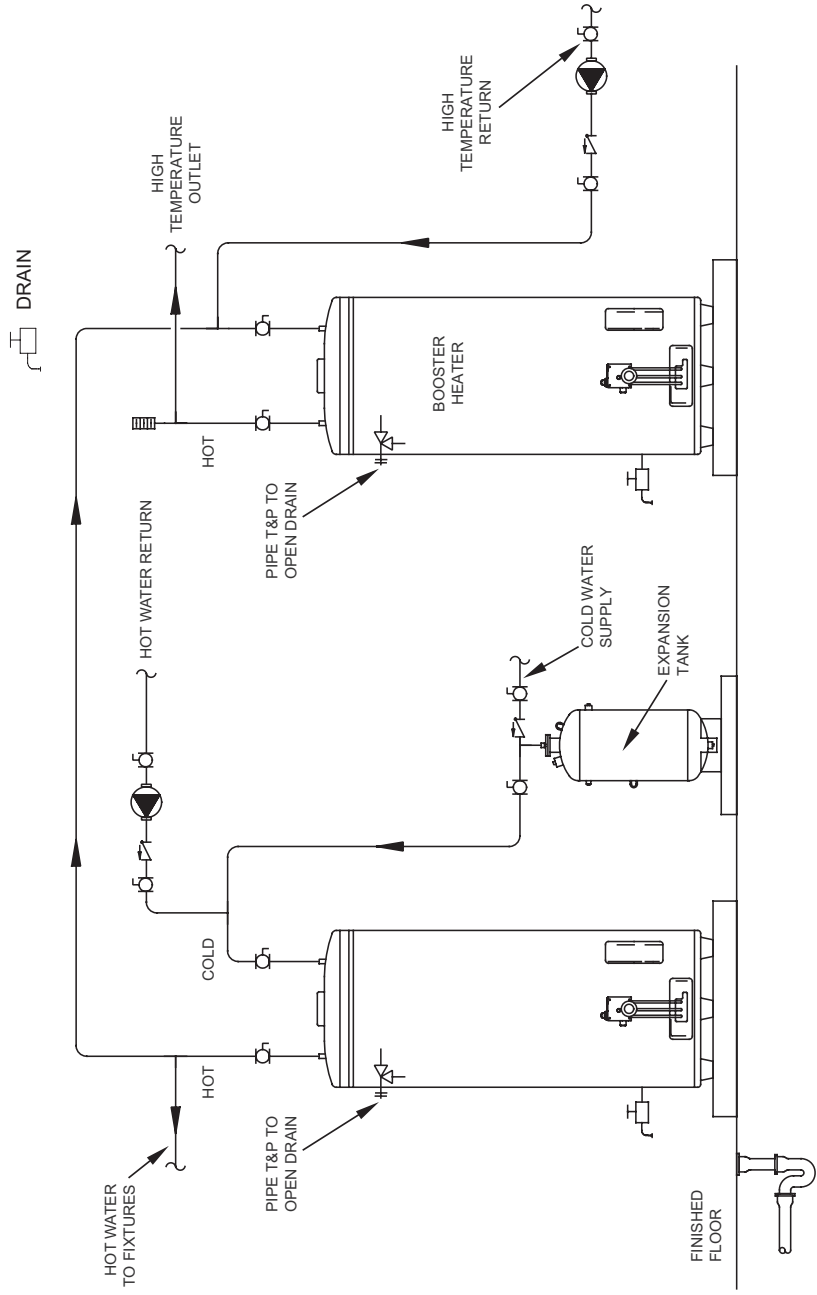 DRAIN
HIGH
TEMPERATURE
OUTLET
HIGH
TEMPERATURE
RETURN
HOT WATER RETURN
HOT
BOOSTER
HEATER
PIPE T&P TO
OPEN DRAIN
COLD WATER
SUPPLY
EXPANSION
TANK
COLD
HOT
HOT WATER
TO FIXTURES
PIPE T&P TO
OPEN DRAIN
FINISHED
FLOOR